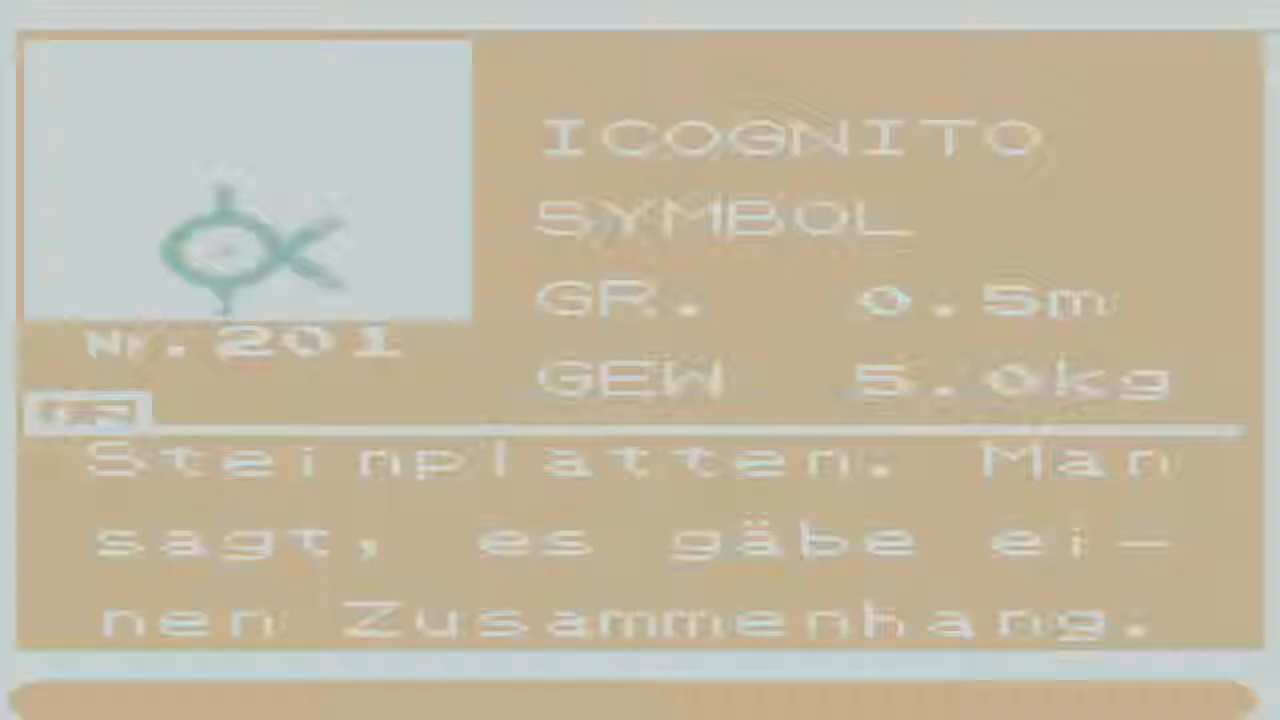 ICOGNITO
SYMBOL
GR. 0.5m
Nr.201
GEW 5.0kg
Steinplatten. Man
sagt, es gäbe ei-
nen Zusammenhang.